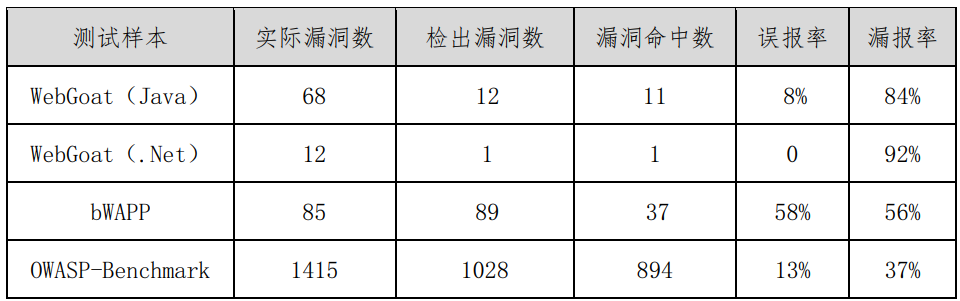 测试样本 实际漏洞数 检出漏洞数 漏洞命中数 误报率 漏报率
WebGoat（Java） 68 12 11 8% 84%
WebGoat（.Net） 12 1 1 0 92%
bWAPP 85 89 37 58% 56%
OWASP-Benchmark 1415 1028 894 13% 37%